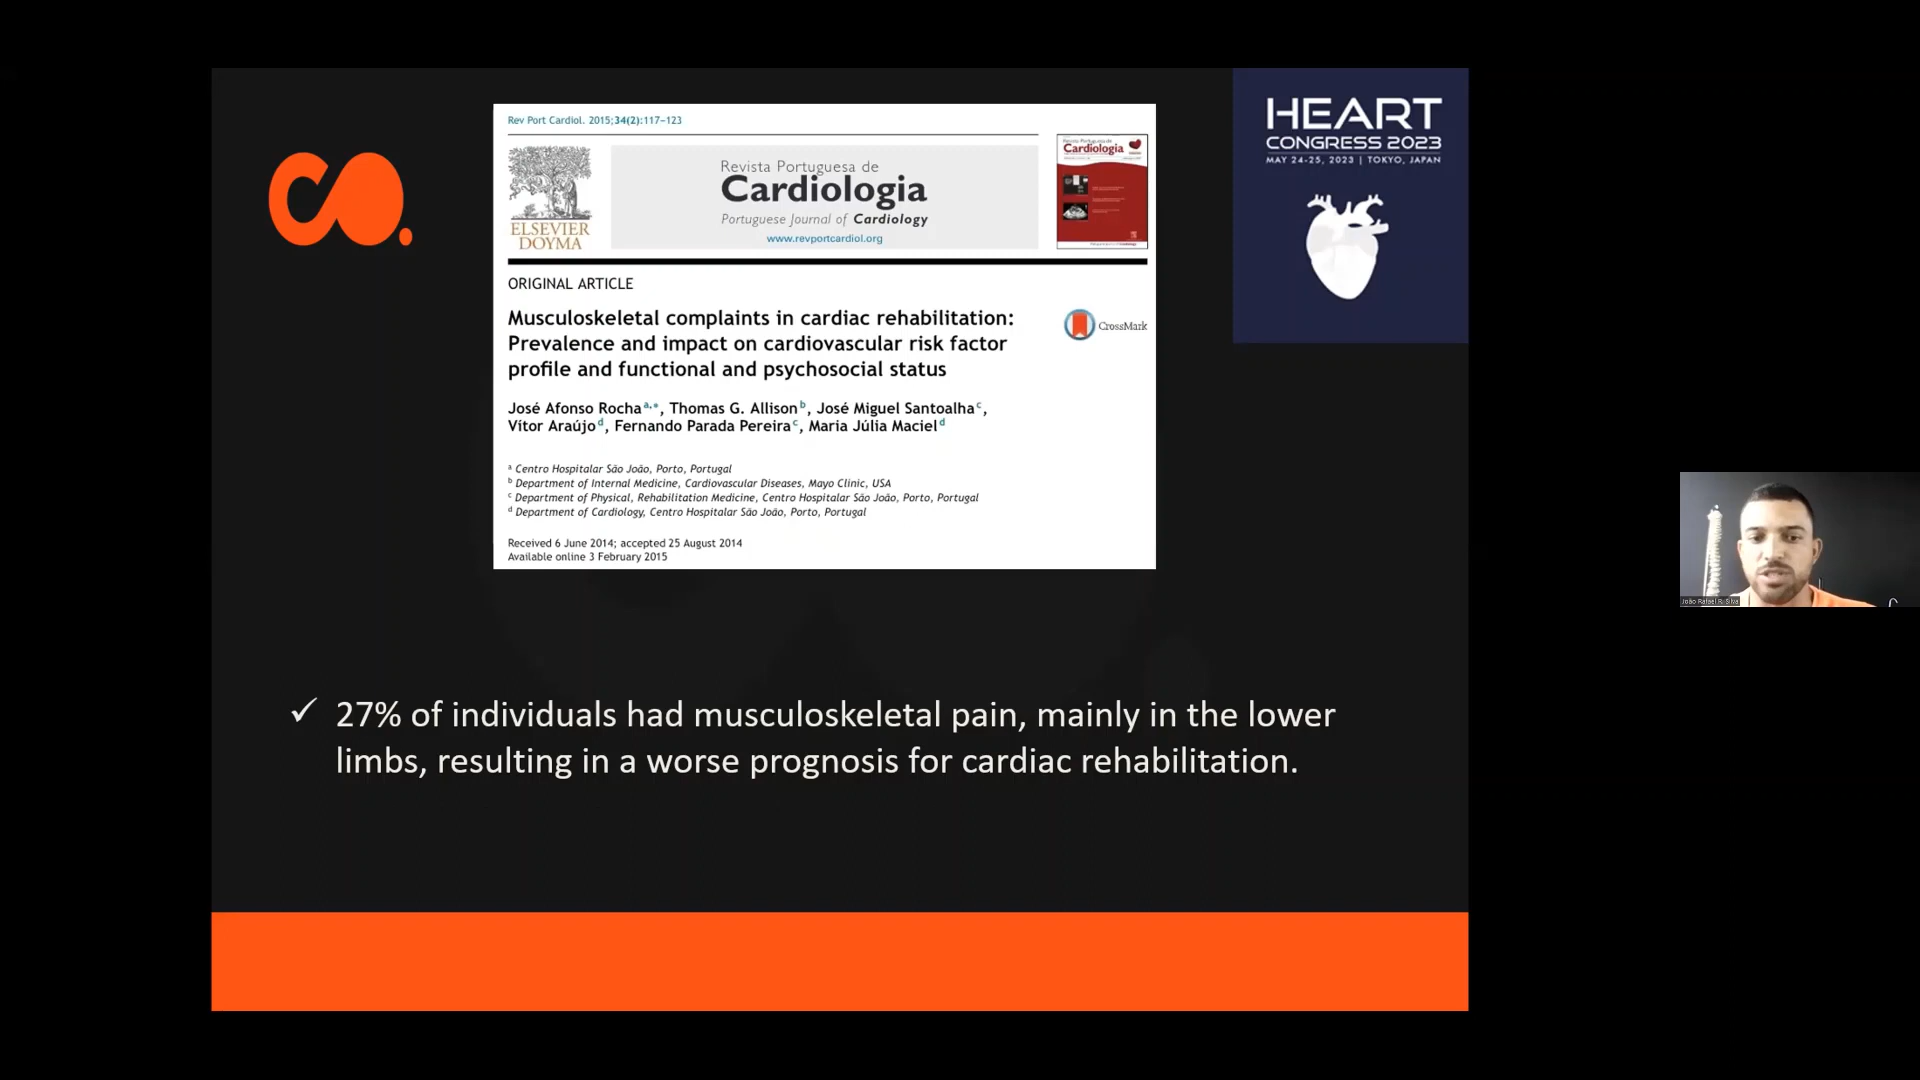 Rev Port Cardiol. 2015;34(2):117–123
ELSEVIER
DOYMA
Revista Portuguesa de
Cardiologia
Portuguese Journal of Cardiology
www.revportcardiol.org
Revista Portuguesa de
Cardiologia
ORIGINAL ARTICLE
Musculoskeletal complaints in cardiac rehabilitation:
Prevalence and impact on cardiovascular risk factor
profile and functional and psychosocial status
CrossMark
José Afonso Rocha a,*, Thomas G. Allison b, José Miguel Santoalha c,
Vítor Araújo d, Fernando Parada Pereira c, Maria Júlia Maciel d
a Centro Hospitalar São João, Porto, Portugal
b Department of Internal Medicine, Cardiovascular Diseases, Mayo Clinic, USA
c Department of Physical, Rehabilitation Medicine, Centro Hospitalar São João, Porto, Portugal
d Department of Cardiology, Centro Hospitalar São João, Porto, Portugal
Received 6 June 2014; accepted 25 August 2014
Available online 3 February 2015
HEART
CONGRESS 2023
MAY 24-25, 2023 | TOKYO, JAPAN
✓ 27% of individuals had musculoskeletal pain, mainly in the lower
limbs, resulting in a worse prognosis for cardiac rehabilitation.
João Rafael R. Silva